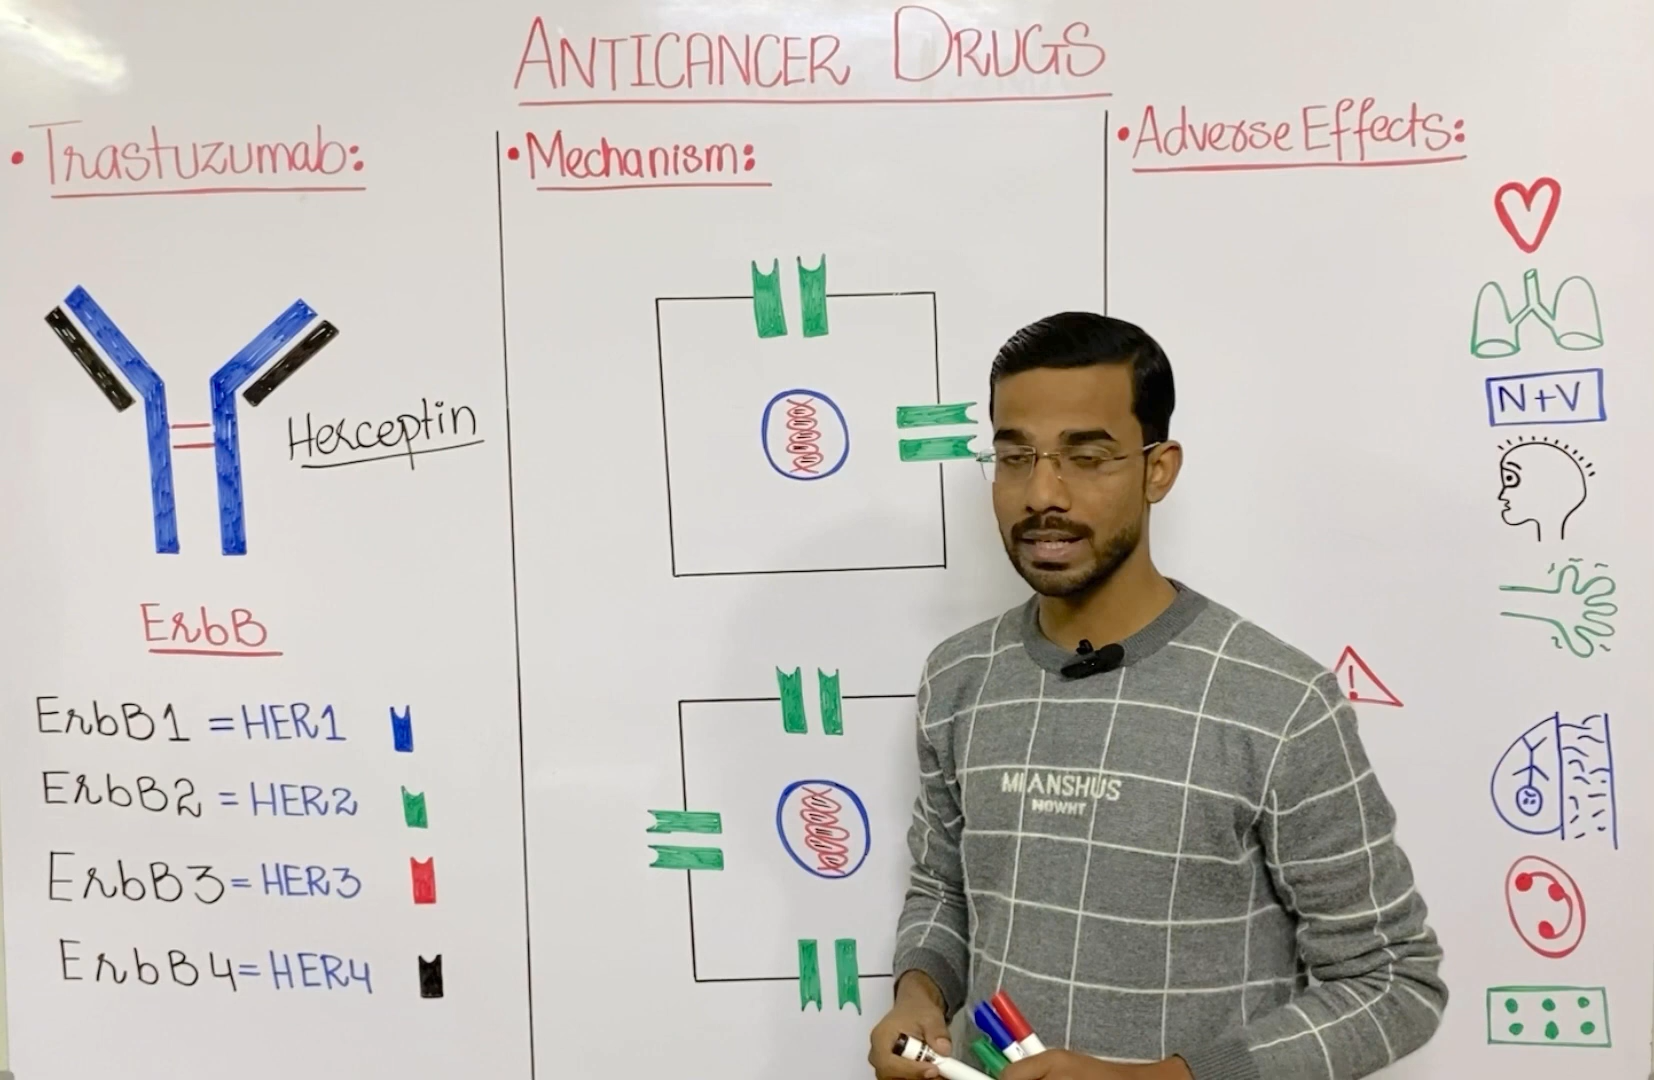 ANTICANCER DRUGS
• Trastuzumab:
Herceptin
ErbB
ErbB1 = HER1
ErbB2 = HER2
ErbB3 = HER3
ErbB4 = HER4
• Mechanism:
• Adverse Effects:
N+V
!
MIANSHUS
NOWHT